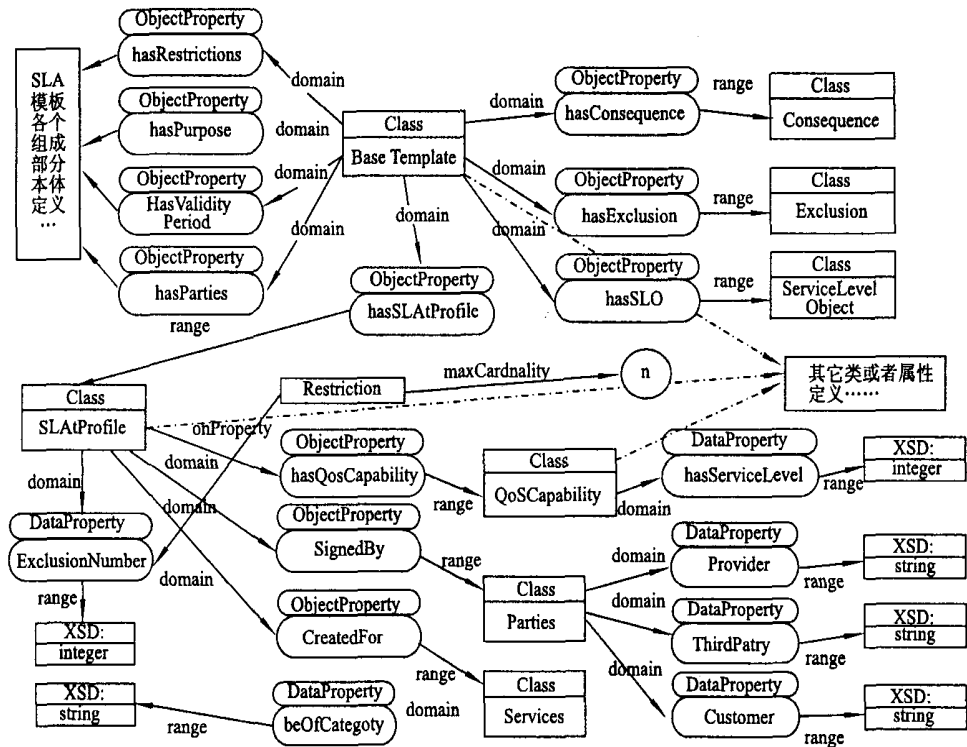 ObjectProperty
hasRestrictions
SLA
模板
各个
组成
部分
本体
定义
…
ObjectProperty
hasPurpose
ObjectProperty
HasValidity
Period
ObjectProperty
hasParties
range
domain
domain
domain
domain
Class
Base Template
domain
ObjectProperty
hasSLAtProfile
domain
ObjectProperty
hasConsequence
range
Class
Consequence
domain
ObjectProperty
hasExclusion
range
Class
Exclusion
domain
ObjectProperty
hasSLO
range
Class
ServiceLevel
Object
Restriction
maxCardnality
n
其它类或者属性
定义……
Class
SLAtProfile
onProperty
domain
ObjectProperty
hasQosCapability
range
Class
QoSCapability
domain
DataProperty
hasServiceLevel
range
XSD:
integer
domain
DataProperty
ExclusionNumber
range
XSD:
integer
domain
ObjectProperty
SignedBy
range
Class
Parties
domain
DataProperty
Provider
range
XSD:
string
domain
DataProperty
ThirdPatry
range
XSD:
string
domain
DataProperty
Customer
range
XSD:
string
domain
ObjectProperty
CreatedFor
range
Class
Services
domain
DataProperty
beOfCategoty
range
XSD:
string